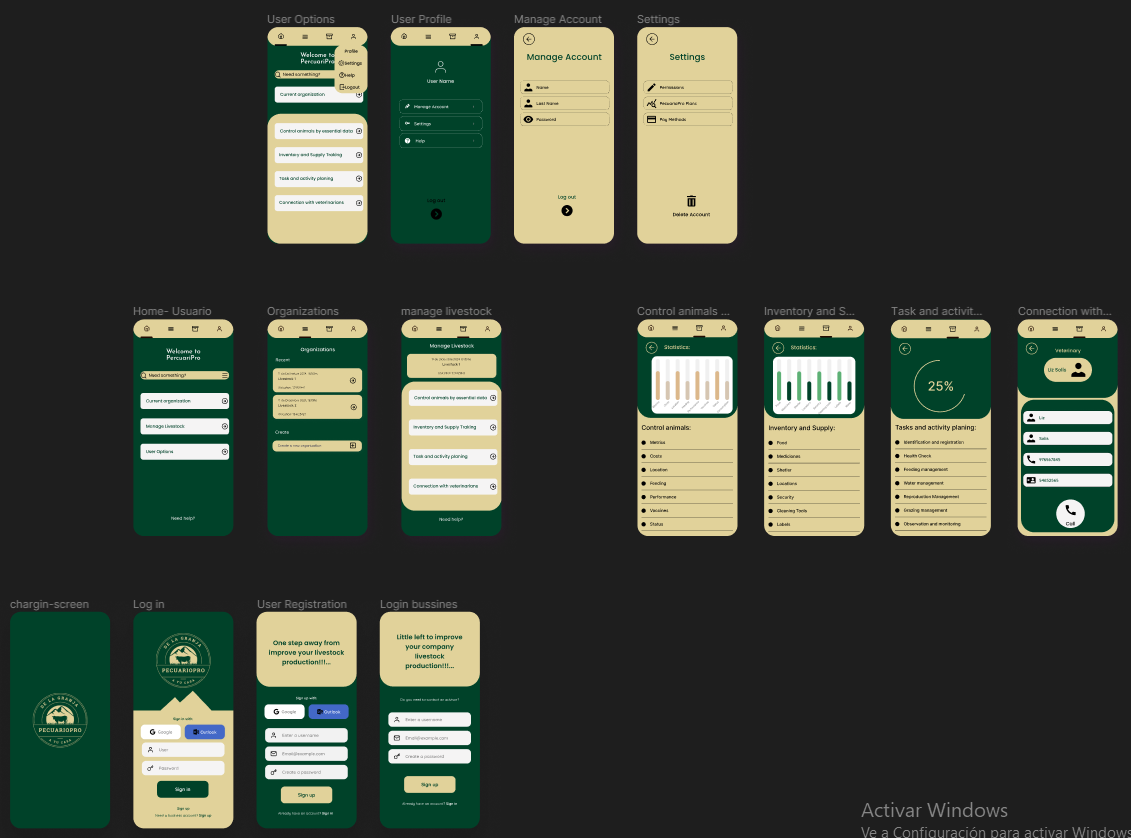 User Options
Profile
Settings
Help
Logout
Welcome to
PercuariPro
Need something?
Current organization
Control animals by essential data
Inventory and Supply Traking
Task and activity planing
Connection with veterinarians
User Profile
User Name
Manage Account
Settings
Help
Log out
Manage Account
Manage Account
Name
Last Name
Password
Log out
Settings
Settings
Permissions
PecuarioPro Plans
Pay Methods
Delete Account
Home- Usuario
Welcome to
PercuariPro
Need something?
Current organization
Manage Livestock
User Options
Need help?
Organizations
Organizations
Recent
Livestock 1
Livestock 2
Create
Create a new organization
manage livestock
Manage Livestock
Livestock 1
Control animals by essential data
Inventory and Supply Traking
Task and activity planing
Connection with veterinarians
Need help?
Control animals ...
Statistics:
Control animals:
Metrics
Costs
Location
Feeding
Performance
Vaccines
Status
Inventory and S...
Statistics:
Inventory and Supply:
Food
Medicines
Shelter
Locations
Security
Cleaning Tools
Labels
Task and activit...
25%
Tasks and activity planing:
Identification and registration
Health Check
Feeding management
Water management
Reproduction Management
Grazing management
Observation and monitoring
Connection with...
Veterinary
Liz Solis
Liz
Solis
Call
chargin-screen
DE LA GRANJA
PECUARIOPRO
A TU CASA
Log in
DE LA GRANJA
PECUARIOPRO
A TU CASA
Sign in with
Google
Outlook
User
Password
Sign in
Sign up
Need a business account? Sign up
User Registration
One step away from
improve your livestock
production!!!...
Sign up with
Google
Outlook
Enter a username
Email@example.com
Create a password
Sign up
Already have an account? Sign in
Login bussines
Little left to improve
your company
livestock
production!!!...
Do you need to contact an advisor?
Enter a username
Email@example.com
Create a password
Sign up
Already have an account? Sign in
Activar Windows
Ve a Configuración para activar Windows